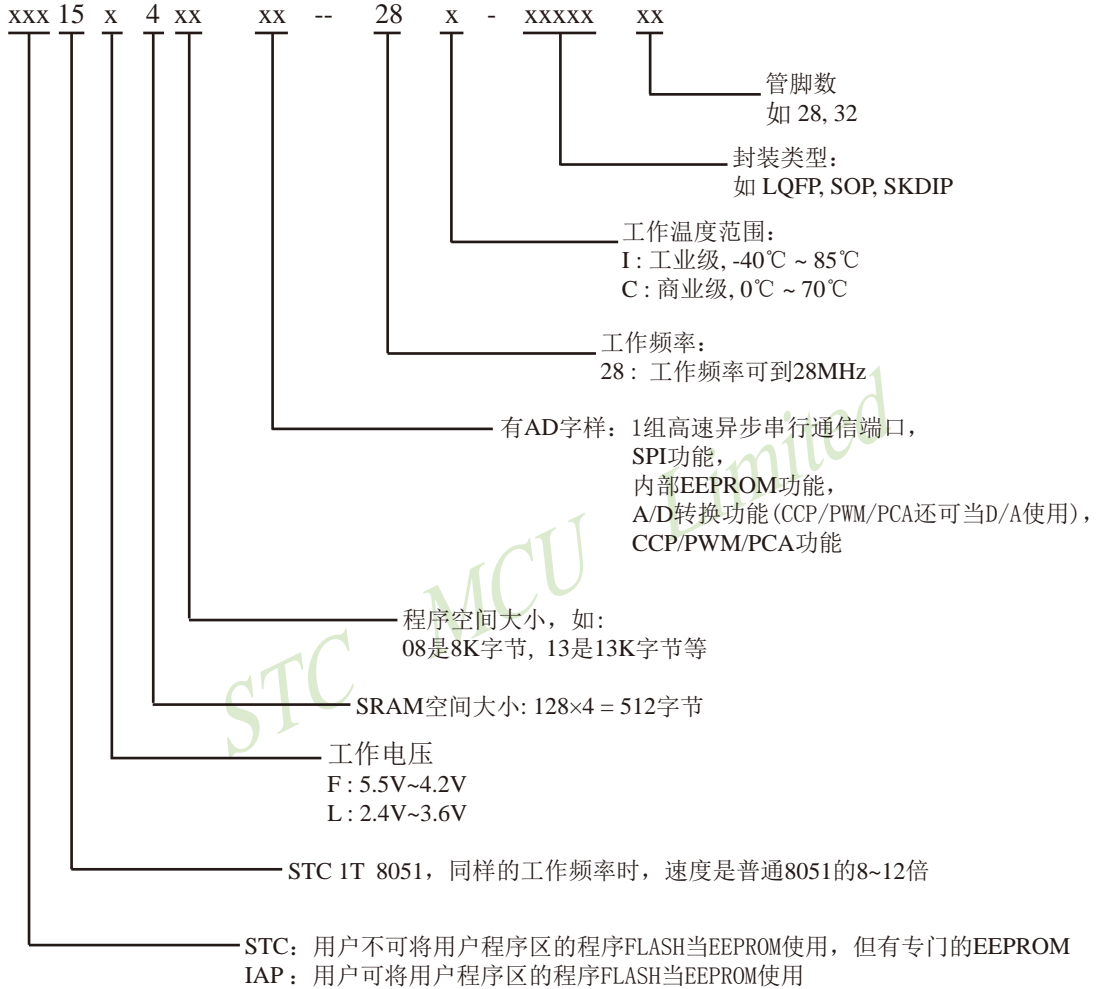 xxx 15 x 4 xx xx -- 28 x - xxxxx xx
管脚数
如 28, 32
封装类型：
如 LQFP, SOP, SKDIP
工作温度范围：
I : 工业级, -40℃ ~ 85℃
C : 商业级, 0℃ ~ 70℃
工作频率：
28 : 工作频率可到28MHz
有AD字样：1组高速异步串行通信端口，
SPI功能，
内部EEPROM功能，
A/D转换功能(CCP/PWM/PCA还可当D/A使用)，
CCP/PWM/PCA功能
程序空间大小，如:
08是8K字节, 13是13K字节等
SRAM空间大小: 128×4 = 512字节
工作电压
F : 5.5V~4.2V
L : 2.4V~3.6V
STC 1T 8051，同样的工作频率时，速度是普通8051的8~12倍
STC：用户不可将用户程序区的程序FLASH当EEPROM使用，但有专门的EEPROM
IAP：用户可将用户程序区的程序FLASH当EEPROM使用
STC MCU Limited